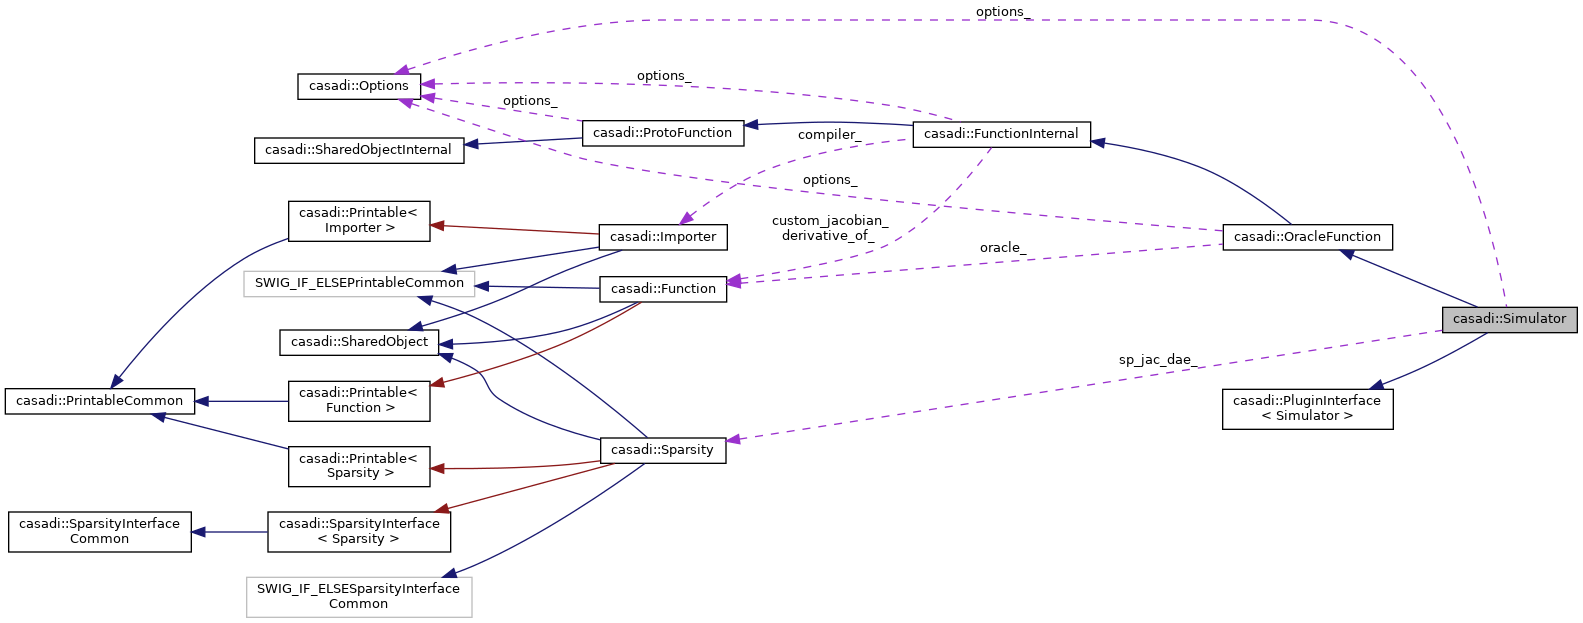 options_
options_
casadi::Options
options_
casadi::ProtoFunction
casadi::FunctionInternal
compiler_
casadi::SharedObjectInternal
options_
casadi::Printable<
Importer >
custom_jacobian_
derivative_of_
casadi::Importer
casadi::OracleFunction
oracle_
SWIG_IF_ELSEPrintableCommon
casadi::Function
casadi::Simulator
casadi::SharedObject
sp_jac_dae_
casadi::PrintableCommon
casadi::Printable<
Function >
casadi::PluginInterface
< Simulator >
casadi::Sparsity
casadi::Printable<
Sparsity >
casadi::SparsityInterface
Common
casadi::SparsityInterface
< Sparsity >
SWIG_IF_ELSESparsityInterface
Common